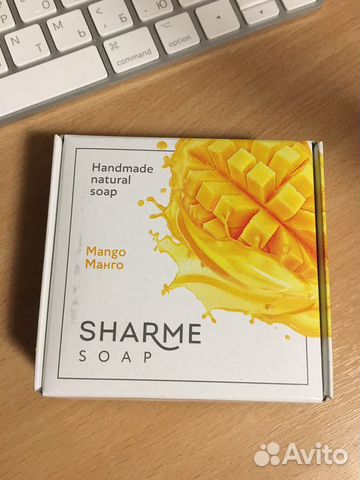 Ь Б Ю
⌘ command
⌥ option
Handmade
natural
soap
Mango
Манго
SHARME
SOAP
Avito